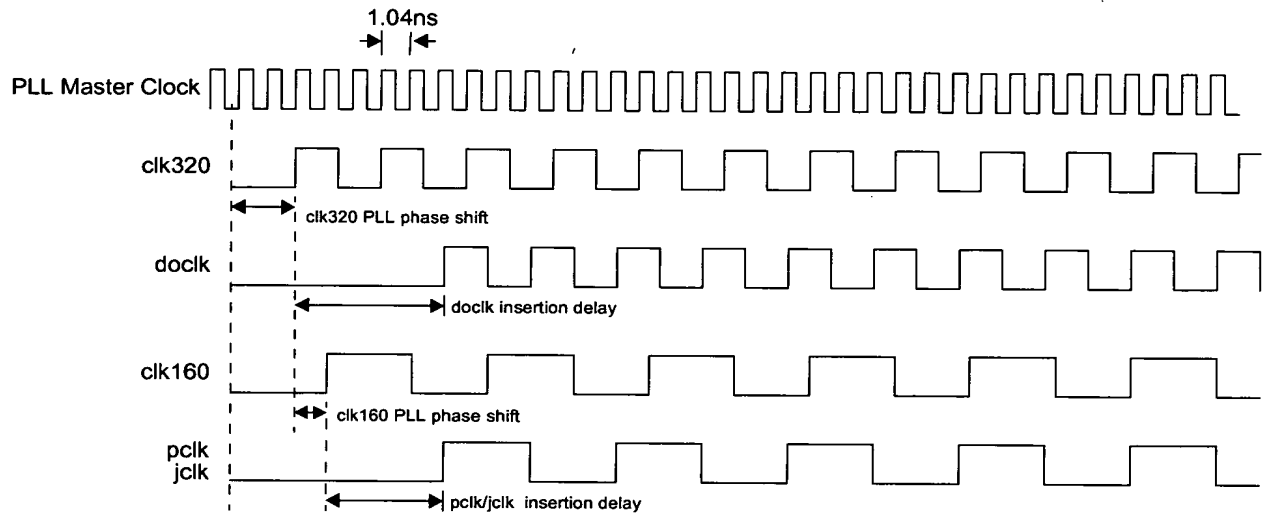 1.04ns
PLL Master Clock
clk320
clk320 PLL phase shift
doclk
doclk insertion delay
clk160
clk160 PLL phase shift
pclk
jclk
pclk/jclk insertion delay